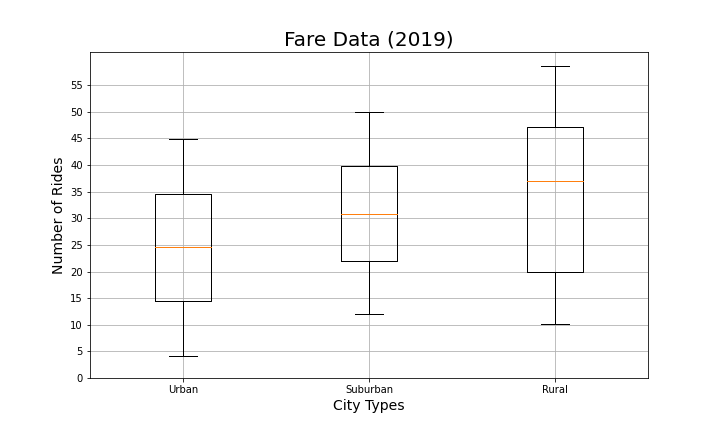 Fare Data (2019)
Number of Rides
55
50
45
40
35
30
25
20
15
10
5
0
Urban
Suburban
Rural
City Types